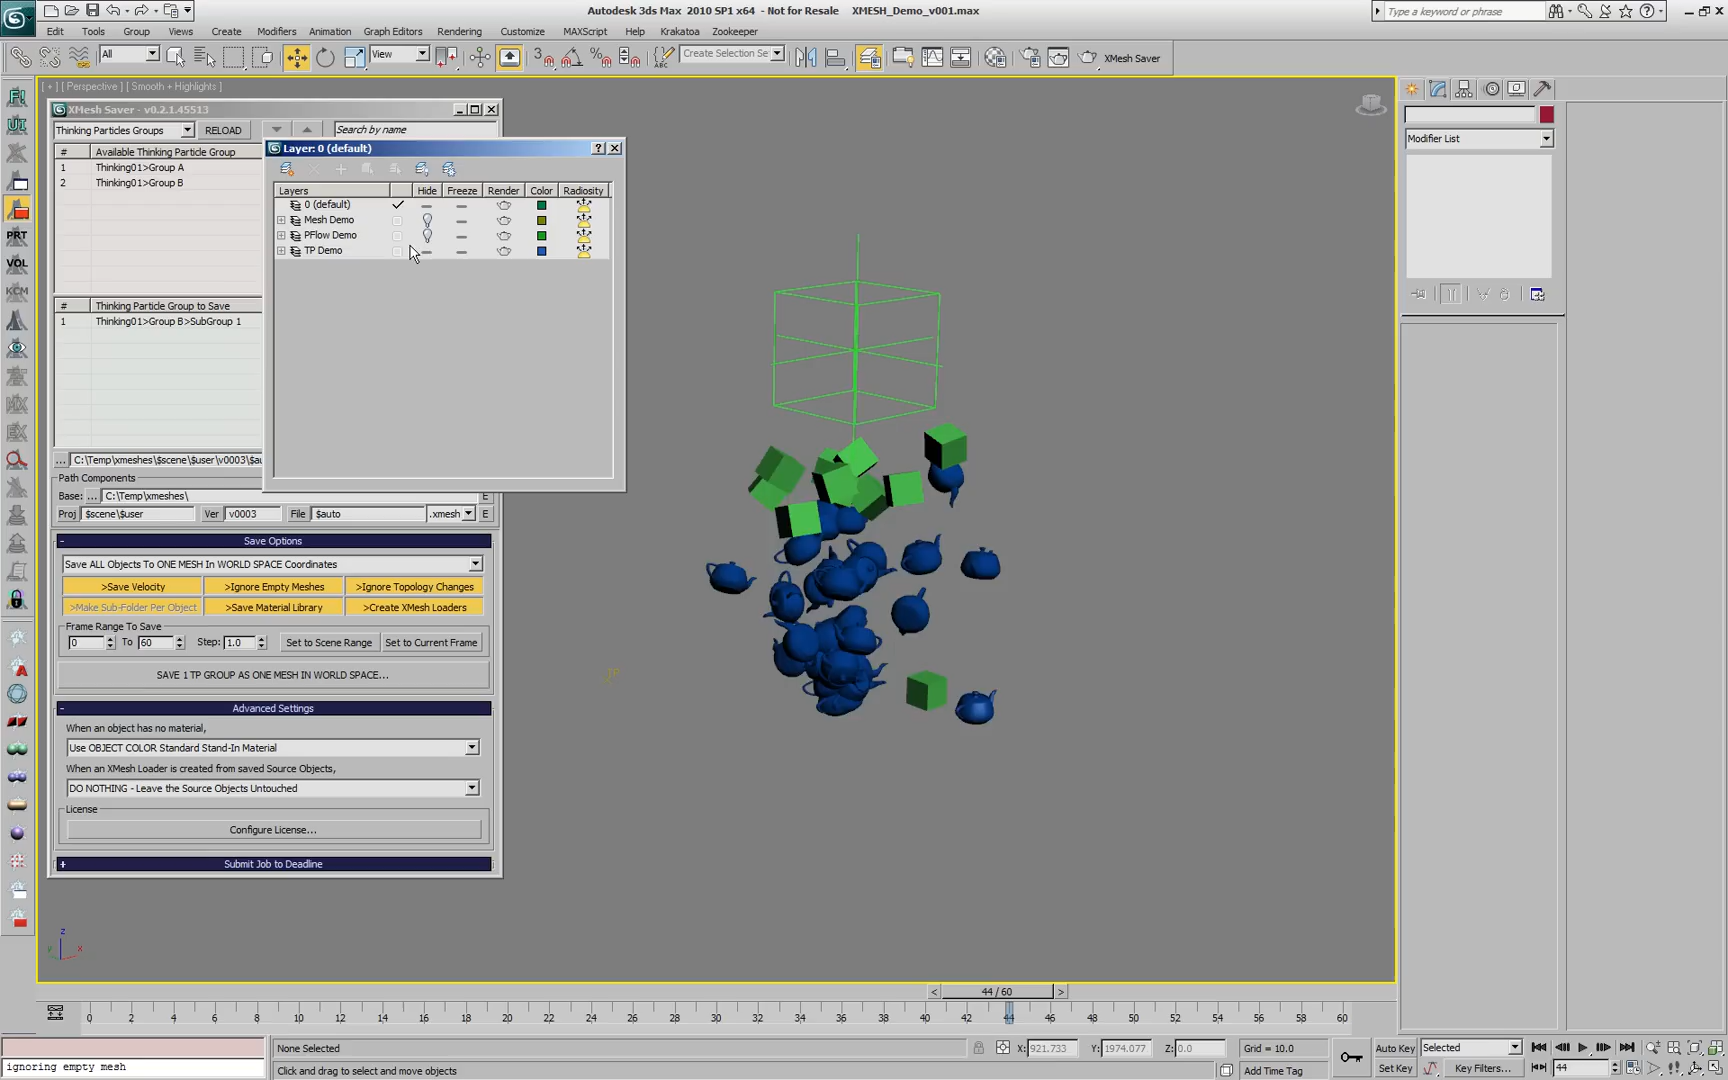 Autodesk 3ds Max 2010 SP1 x64 - Not for Resale XMESH_Demo_v001.max
Type a keyword or phrase
Edit Tools Group Views Create Modifiers Animation Graph Editors Rendering Customize MAXScript Help Krakatoa Zookeeper
All View Create Selection Se XMesh Saver
[ + ] [ Perspective ] [ Smooth + Highlights ]
XMesh Saver - v0.2.1.45513
Thinking Particles Groups RELOAD Search by name
# Available Thinking Particle Group
1 Thinking01>Group A
2 Thinking01>Group B
Layer: 0 (default)
Layers Hide Freeze Render Color Radiosity
0 (default)
Mesh Demo
PFlow Demo
TP Demo
# Thinking Particle Group to Save
1 Thinking01>Group B>SubGroup 1
... C:\Temp\xmeshes\$scene\$user\v0003\$au
Path Components
Base: ... C:\Temp\xmeshes\ E
Proj $scene\$user Ver v0003 File $auto .xmesh E
Save Options
Save ALL Objects To ONE MESH IN WORLD SPACE Coordinates
>Save Velocity >Ignore Empty Meshes >Ignore Topology Changes
>Make Sub-Folder Per Object >Save Material Library >Create XMesh Loaders
Frame Range To Save
0 To 60 Step: 1.0 Set to Scene Range Set to Current Frame
SAVE 1 TP GROUP AS ONE MESH IN WORLD SPACE...
Advanced Settings
When an object has no material,
Use OBJECT COLOR Standard Stand-In Material
When an XMesh Loader is created from saved Source Objects,
DO NOTHING - Leave the Source Objects Untouched
License
Configure License...
Submit Job to Deadline
Modifier List
PRT
VOL
KCM
MX
EX
TP
z
y x
44 / 60
0 2 4 6 8 10 12 14 16 18 20 22 24 26 28 30 32 34 36 38 40 42 44 46 48 50 52 54 56 58 60
ignoring empty mesh
None Selected X: 921.733 Y: 1974.077 Z: 0.0 Grid = 10.0 Auto Key Selected
Click and drag to select and move objects Add Time Tag Set Key Key Filters... 44